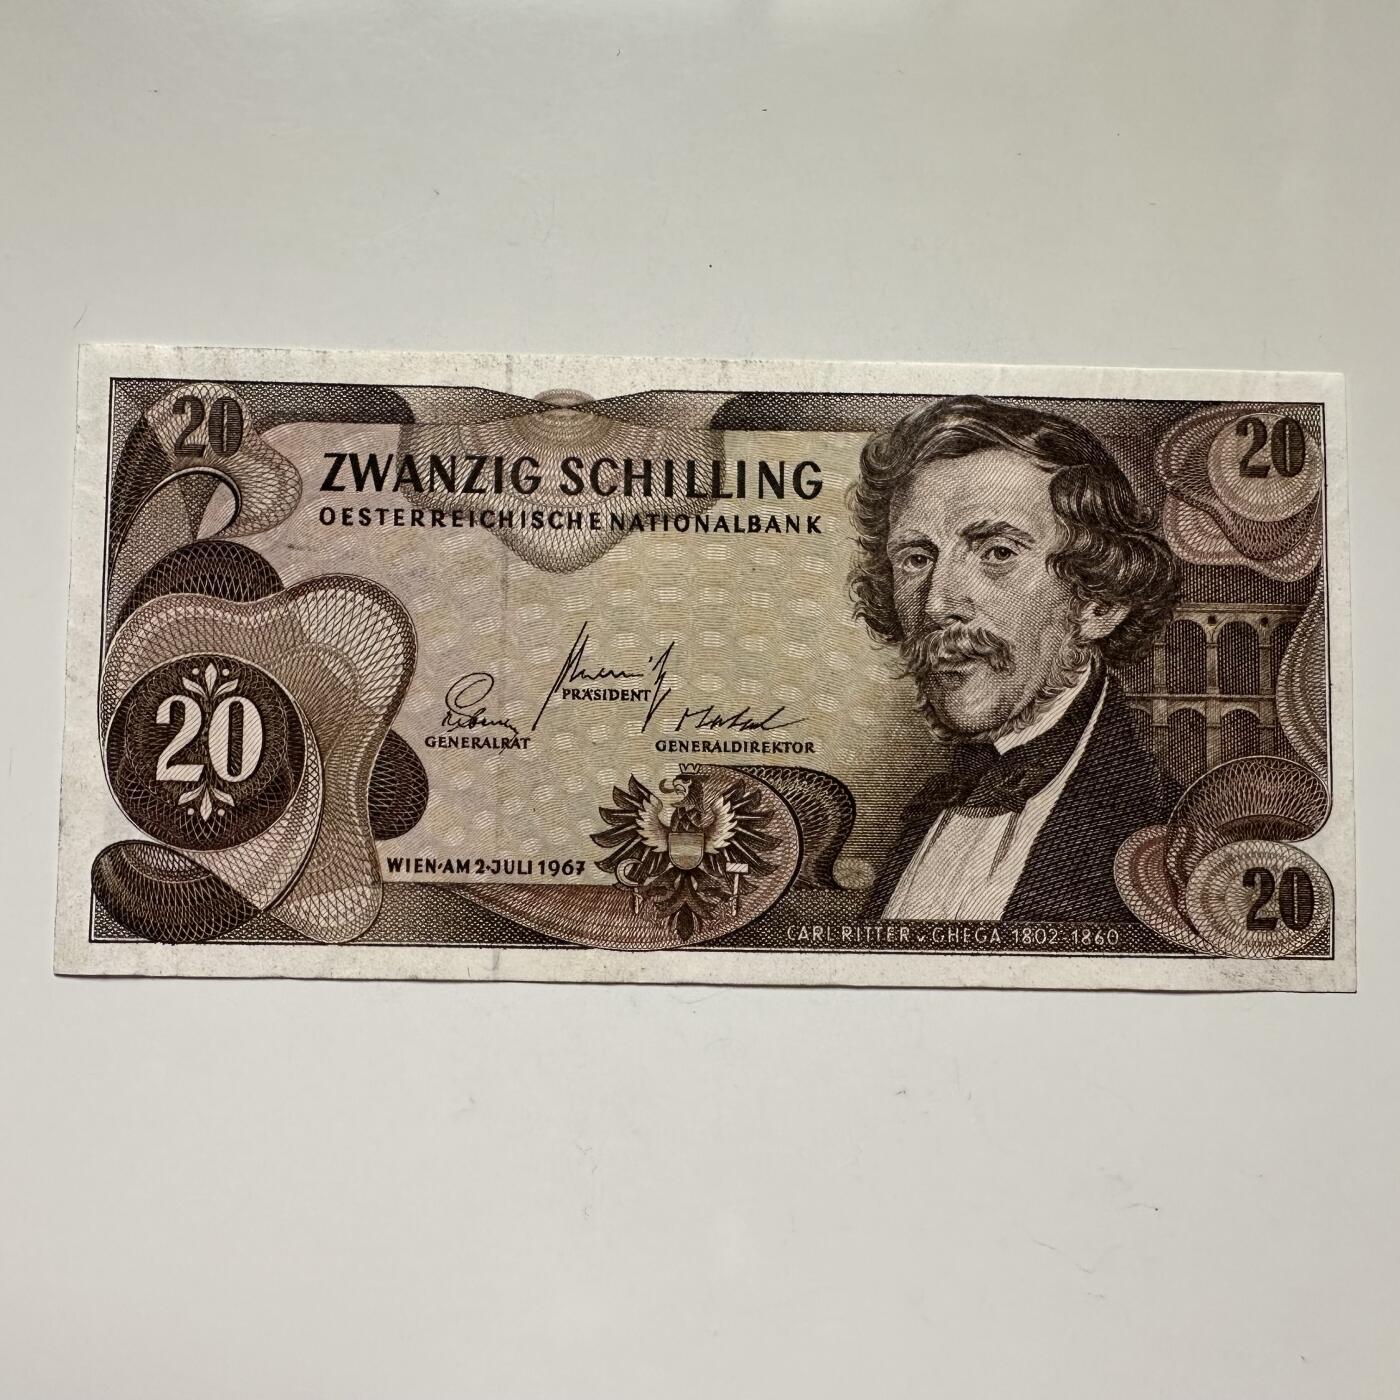 20
20
ZWANZIG SCHILLING
OESTERREICHISCHE NATIONALBANK
PRÄSIDENT
GENERALRAT
GENERALDIREKTOR
20
WIEN·AM 2·JULI 1967
CARL RITTER v. GHEGA 1802-1860
20